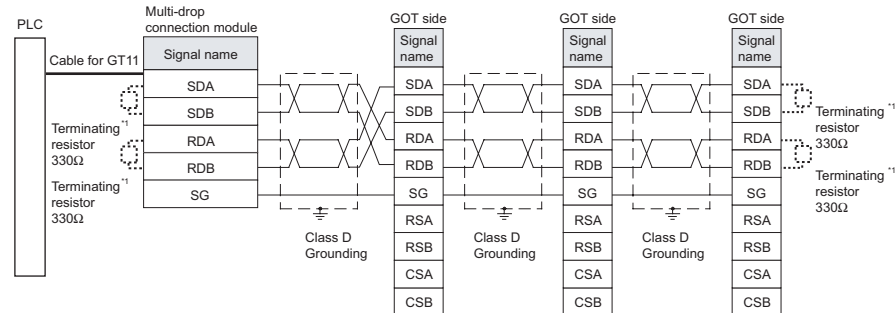 PLC
Multi-drop
connection module
Signal name
SDA
SDB
RDA
RDB
SG
Cable for GT11
Terminating *1
resistor
330Ω
Terminating *1
resistor
330Ω
Class D
Grounding
GOT side
Signal
name
SDA
SDB
RDA
RDB
SG
RSA
RSB
CSA
CSB
Class D
Grounding
GOT side
Signal
name
SDA
SDB
RDA
RDB
SG
RSA
RSB
CSA
CSB
Class D
Grounding
GOT side
Signal
name
SDA
SDB
RDA
RDB
SG
RSA
RSB
CSA
CSB
Terminating *1
resistor
330Ω
Terminating *1
resistor
330Ω